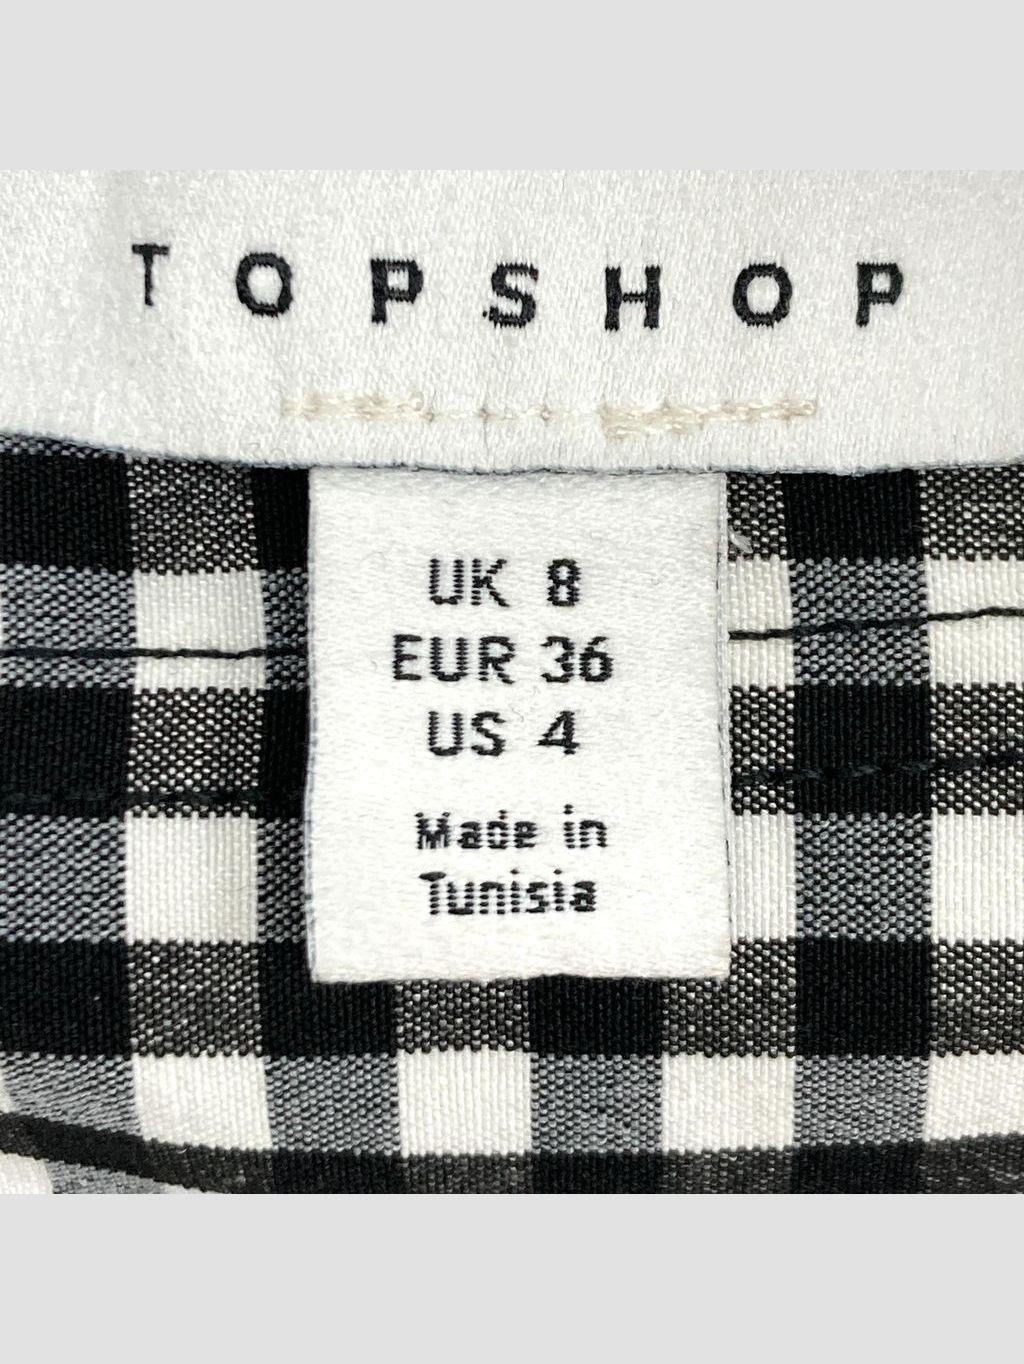 TOPSHOP
UK 8
EUR 36
US 4
Made in
Tunisia